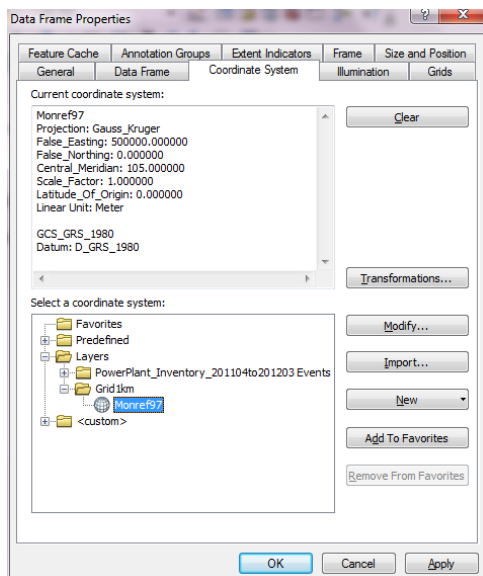 Data Frame Properties
?
Feature Cache
Annotation Groups
Extent Indicators
Frame
Size and Position
General
Data Frame
Coordinate System
Illumination
Grids
Current coordinate system:
Monref97
Projection: Gauss_Kruger
False_Easting: 500000.000000
False_Northing: 0.000000
Central_Meridian: 105.000000
Scale_Factor: 1.000000
Latitude_Of_Origin: 0.000000
Linear Unit: Meter
GCS_GRS_1980
Datum: D_GRS_1980
Clear
Transformations...
Select a coordinate system:
Favorites
Predefined
Layers
PowerPlant_Inventory_201104to201203 Events
Grid1km
Monref97
<custom>
Modify...
Import...
New
Add To Favorites
Remove From Favorites
OK
Cancel
Apply